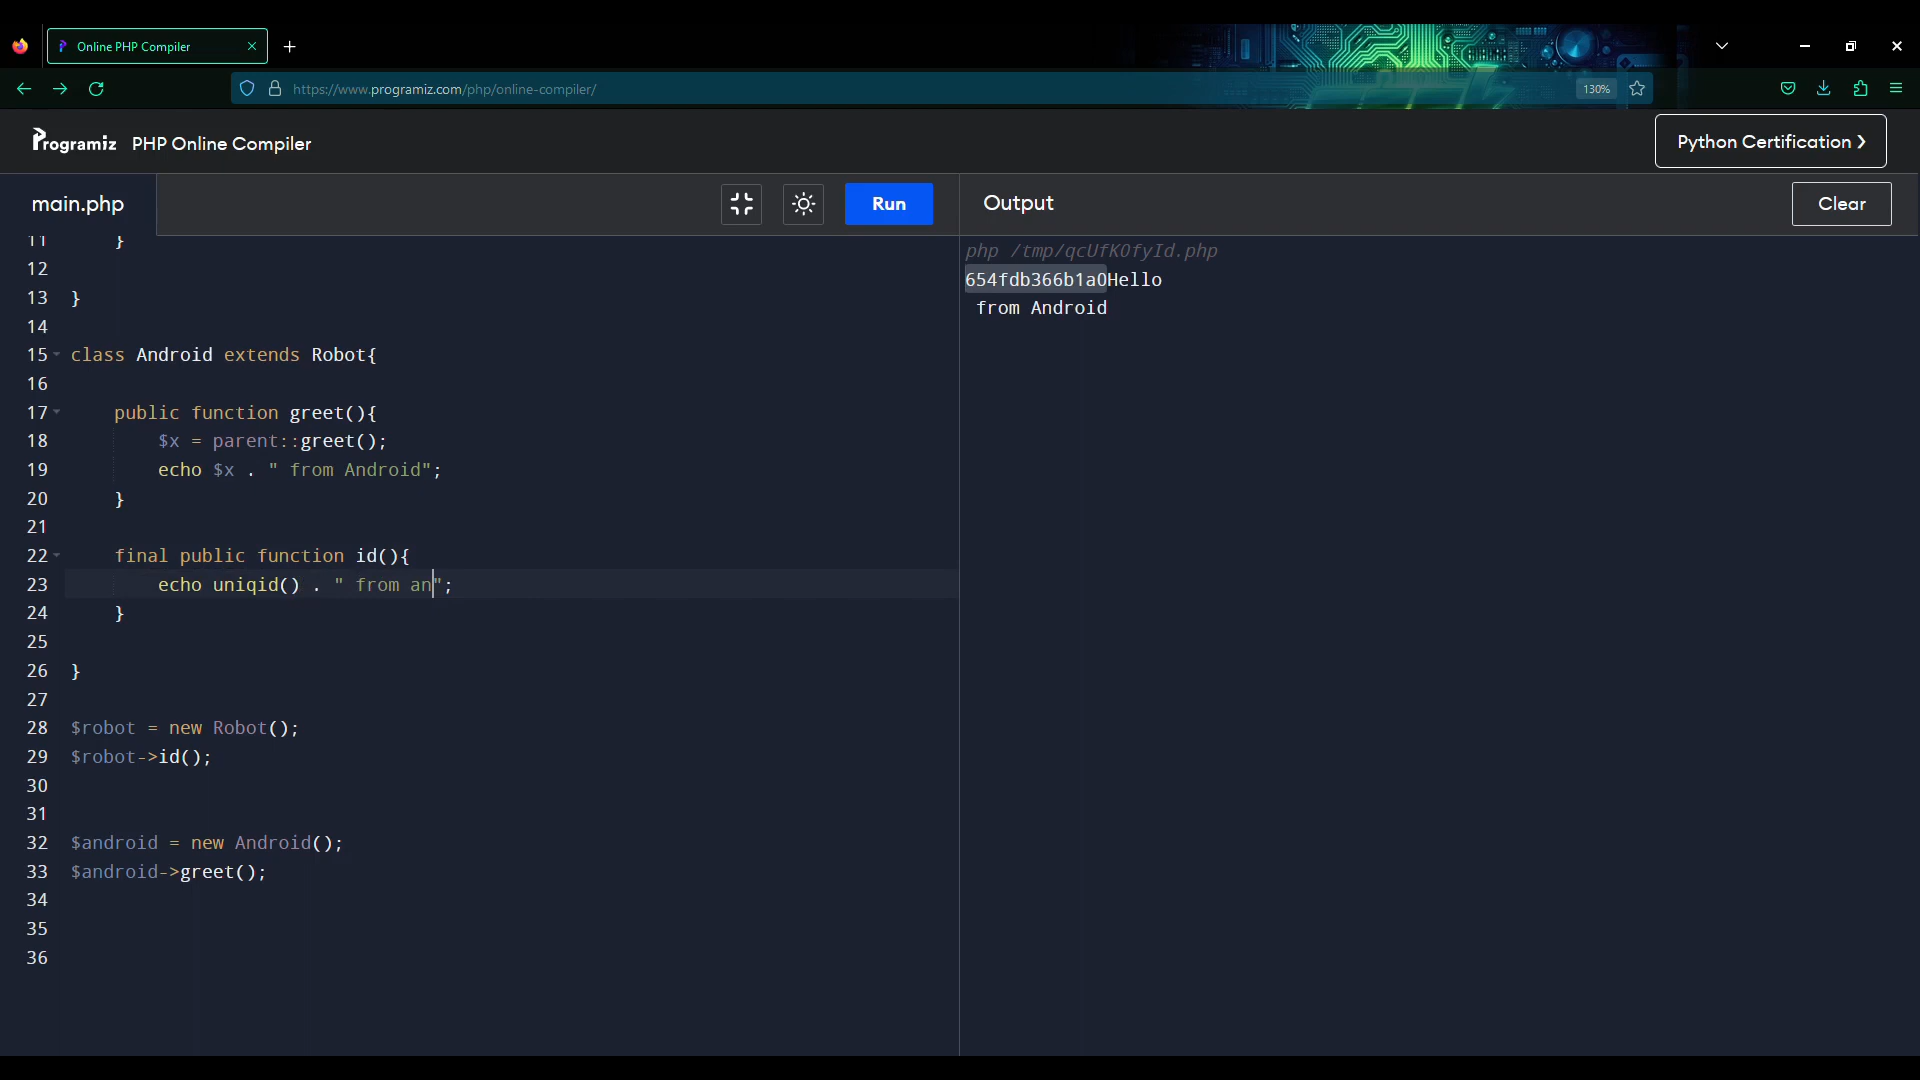 Online PHP Compiler
https://www.programiz.com/php/online-compiler/
130%
Programiz PHP Online Compiler
Python Certification ❯
main.php
Run
Output
Clear
11 }
12
13 }
14
15 class Android extends Robot{
16
17 public function greet(){
18 $x = parent::greet();
19 echo $x . " from Android";
20 }
21
22 final public function id(){
23 echo uniqid() . " from an";
24 }
25
26 }
27
28 $robot = new Robot();
29 $robot->id();
30
31
32 $android = new Android();
33 $android->greet();
34
35
36
php /tmp/qcUfKOfyId.php
654fdb366b1a0Hello
from Android